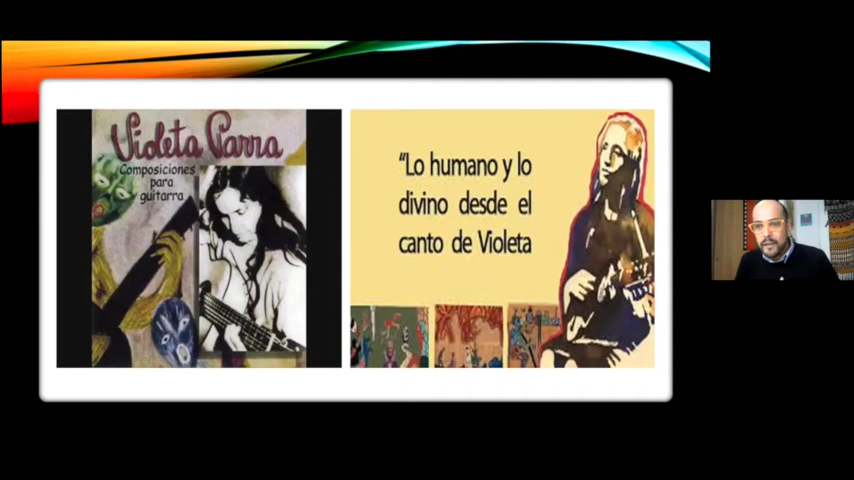 Violeta Parra
Composiciones
para
guitarra
“Lo humano y lo
divino desde el
canto de Violeta